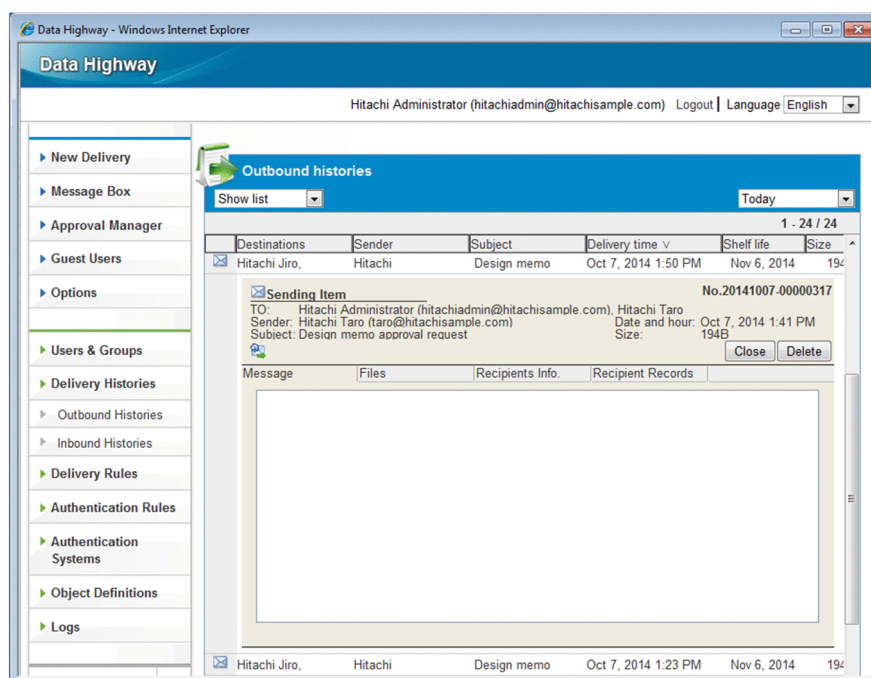 Data Highway - Windows Internet Explorer
Data Highway
Hitachi Administrator (hitachiadmin@hitachisample.com) Logout | Language English
New Delivery
Message Box
Approval Manager
Guest Users
Options
Users & Groups
Delivery Histories
Outbound Histories
Inbound Histories
Delivery Rules
Authentication Rules
Authentication
Systems
Object Definitions
Logs
Outbound histories
Show list Today
1 - 24 / 24
Destinations Sender Subject Delivery time ∨ Shelf life Size
Hitachi Jiro, Hitachi Design memo Oct 7, 2014 1:50 PM Nov 6, 2014 194
Sending Item No.20141007-00000317
TO: Hitachi Administrator (hitachiadmin@hitachisample.com), Hitachi Taro
Sender: Hitachi Taro (taro@hitachisample.com) Date and hour: Oct 7, 2014 1:41 PM
Subject: Design memo approval request Size: 194B
Close Delete
Message Files Recipients Info. Recipient Records
Hitachi Jiro, Hitachi Design memo Oct 7, 2014 1:23 PM Nov 6, 2014 194